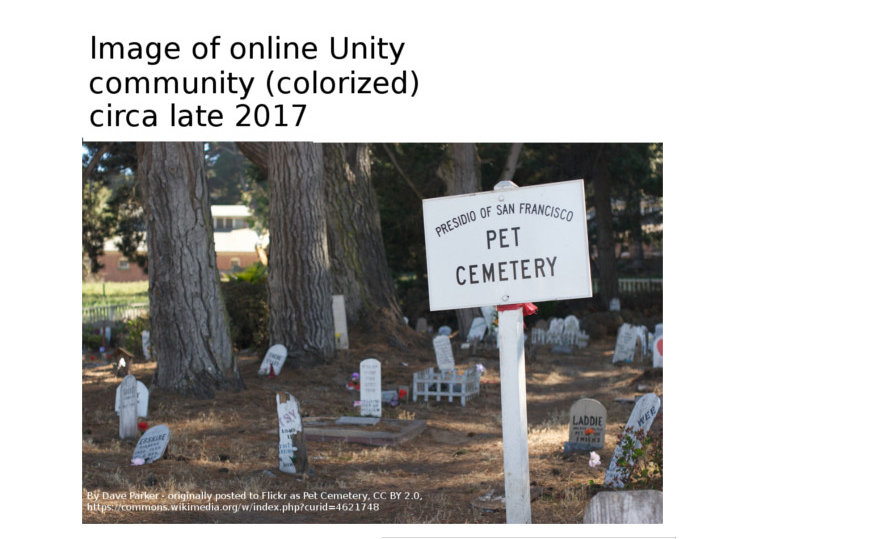 Image of online Unity
community (colorized)
circa late 2017
PRESIDIO OF SAN FRANCISCO
PET
CEMETERY
LADDIE
WEE
By Dave Parker - originally posted to Flickr as Pet Cemetery, CC BY 2.0,
https://commons.wikimedia.org/w/index.php?curid=4621748